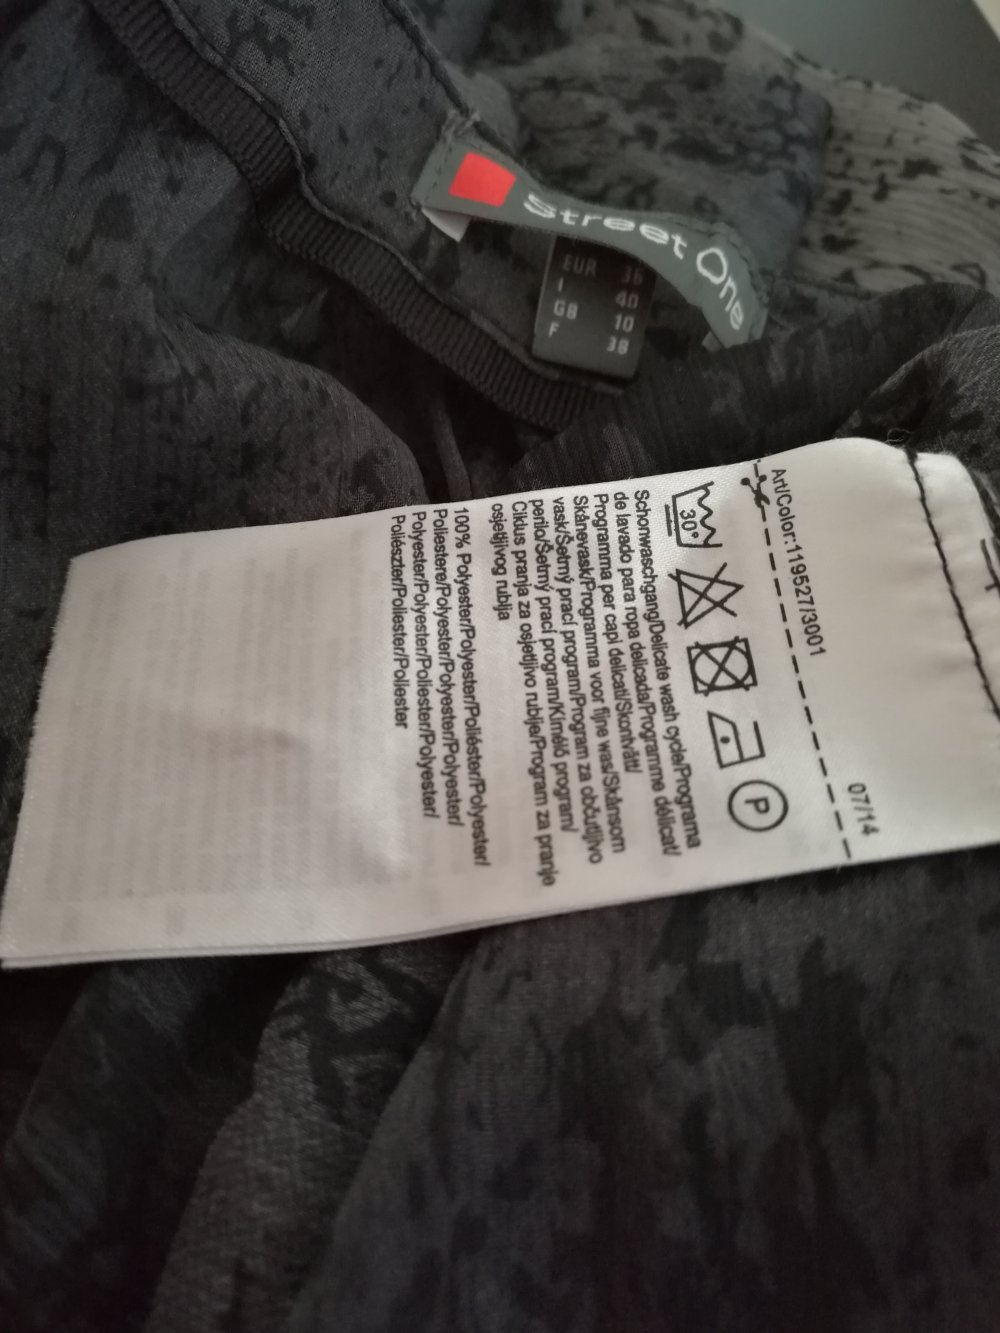 street One
EUR 36
I 40
GB 10
F 38
Art/Color:119527/3001
07/14
30°
P
Schonwaschgang/Delicate wash cycle/Programa
de lavado para ropa delicada/Programme délicat/
Programma per capi delicati/Skontvätt/
Skånevask/Programma voor fijne was/Skånsom
vask/Šetrný prací program/Program za občutljivo
perilo/Šetrný prací program/Kímélő program/
Ciklus pranja za osjetljivo rublje/Program za pranje
osjetljivog rublja
100% Polyester/Polyester/Poliéster/Polyester/
Poliestere/Polyester/Polyester/Polyester/
Polyester/Polyester/Poliester/Polyester/
Poliészter/Poliester/Poliester